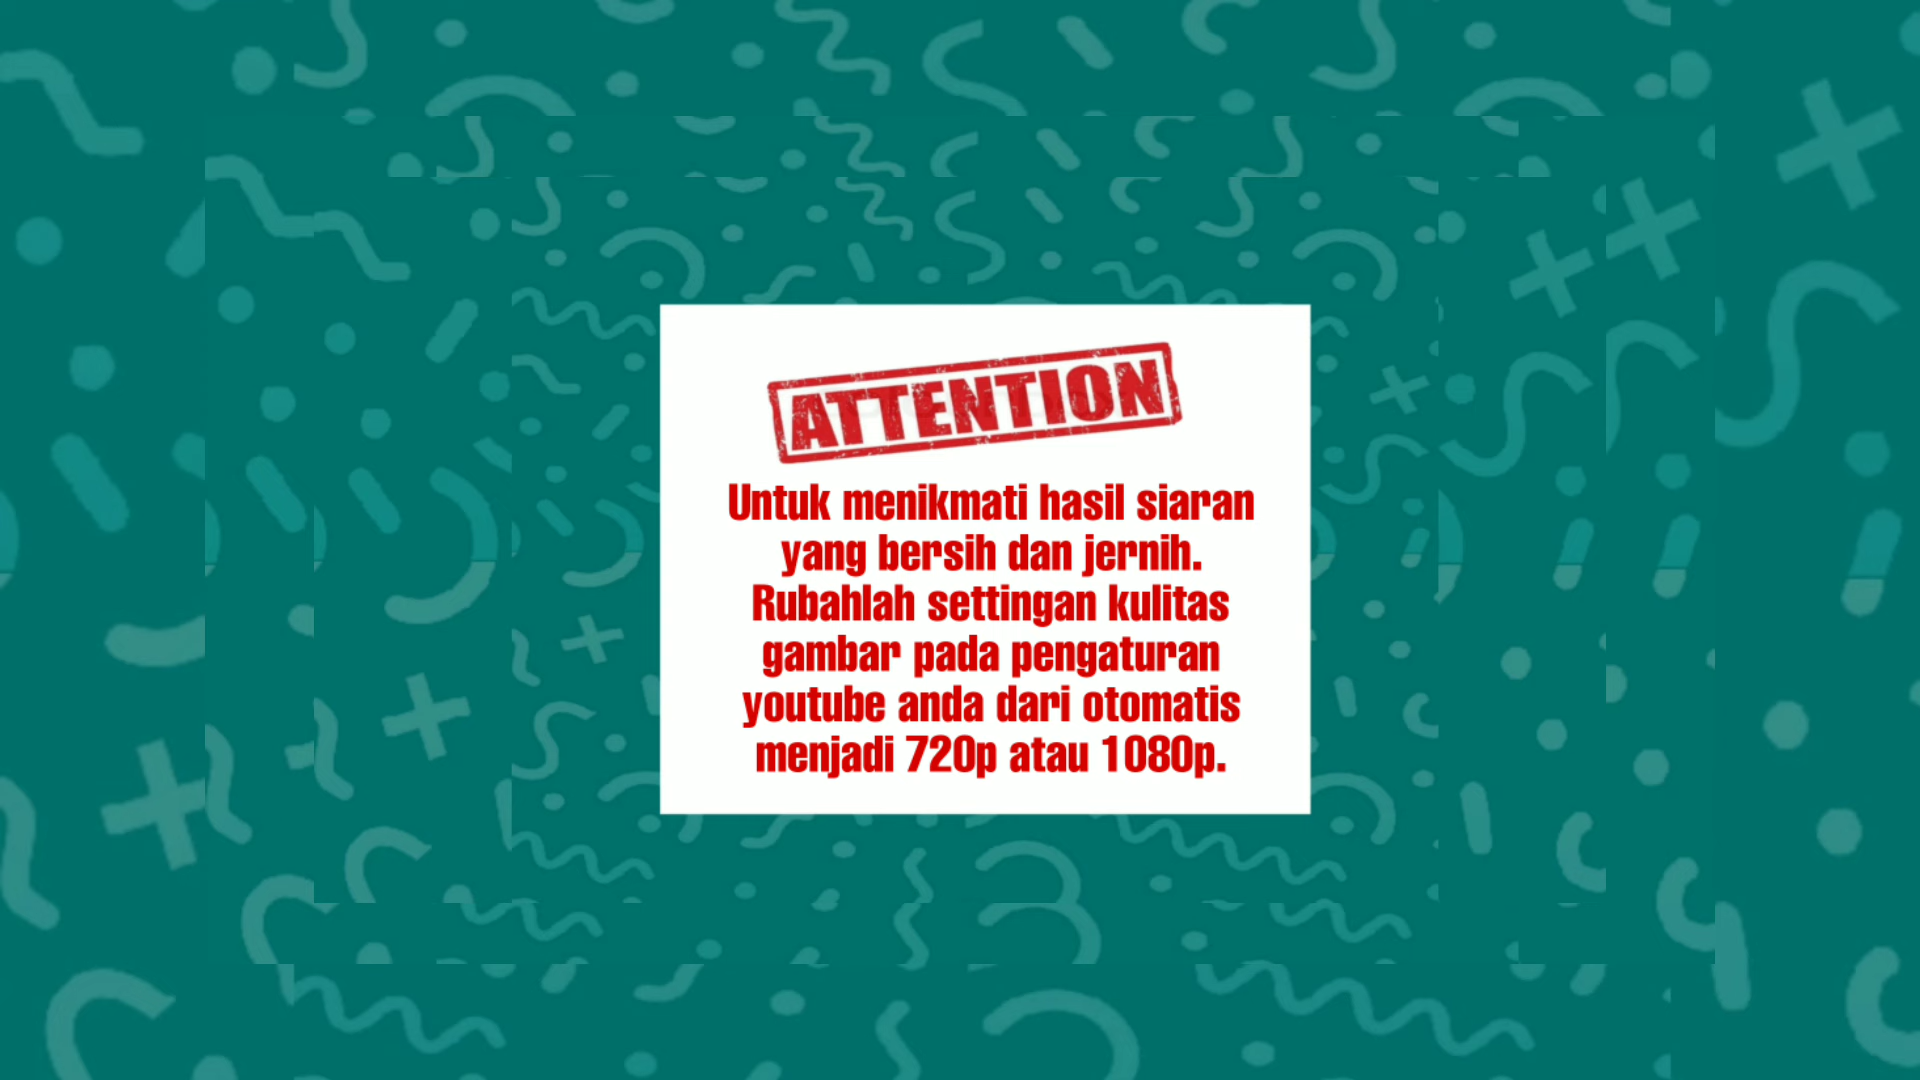 ATTENTION
Untuk menikmati hasil siaran
yang bersih dan jernih.
Rubahlah settingan kulitas
gambar pada pengaturan
youtube anda dari otomatis
menjadi 720p atau 1080p.